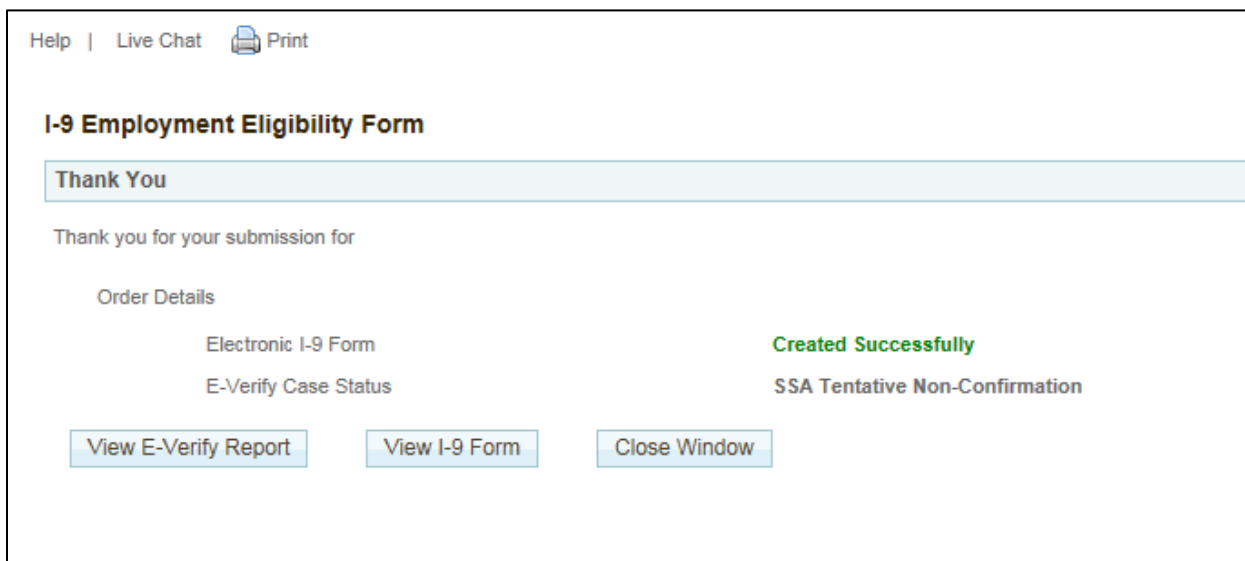 Help | Live Chat Print
I-9 Employment Eligibility Form
Thank You
Thank you for your submission for
Order Details
Electronic I-9 Form Created Successfully
E-Verify Case Status SSA Tentative Non-Confirmation
View E-Verify Report View I-9 Form Close Window